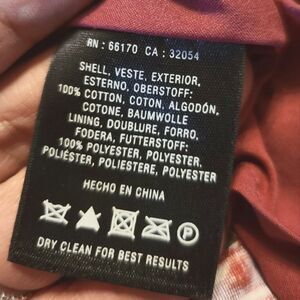 RN : 66170 CA : 32054
SHELL, VESTE, EXTERIOR,
ESTERNO, OBERSTOFF:
100% COTTON, COTON, ALGODÓN,
COTONE, BAUMWOLLE
LINING, DOUBLURE, FORRO,
FODERA, FUTTERSTOFF:
100% POLYESTER, POLYESTER,
POLIÉSTER, POLIESTERE, POLYESTER
HECHO EN CHINA
P
DRY CLEAN FOR BEST RESULTS